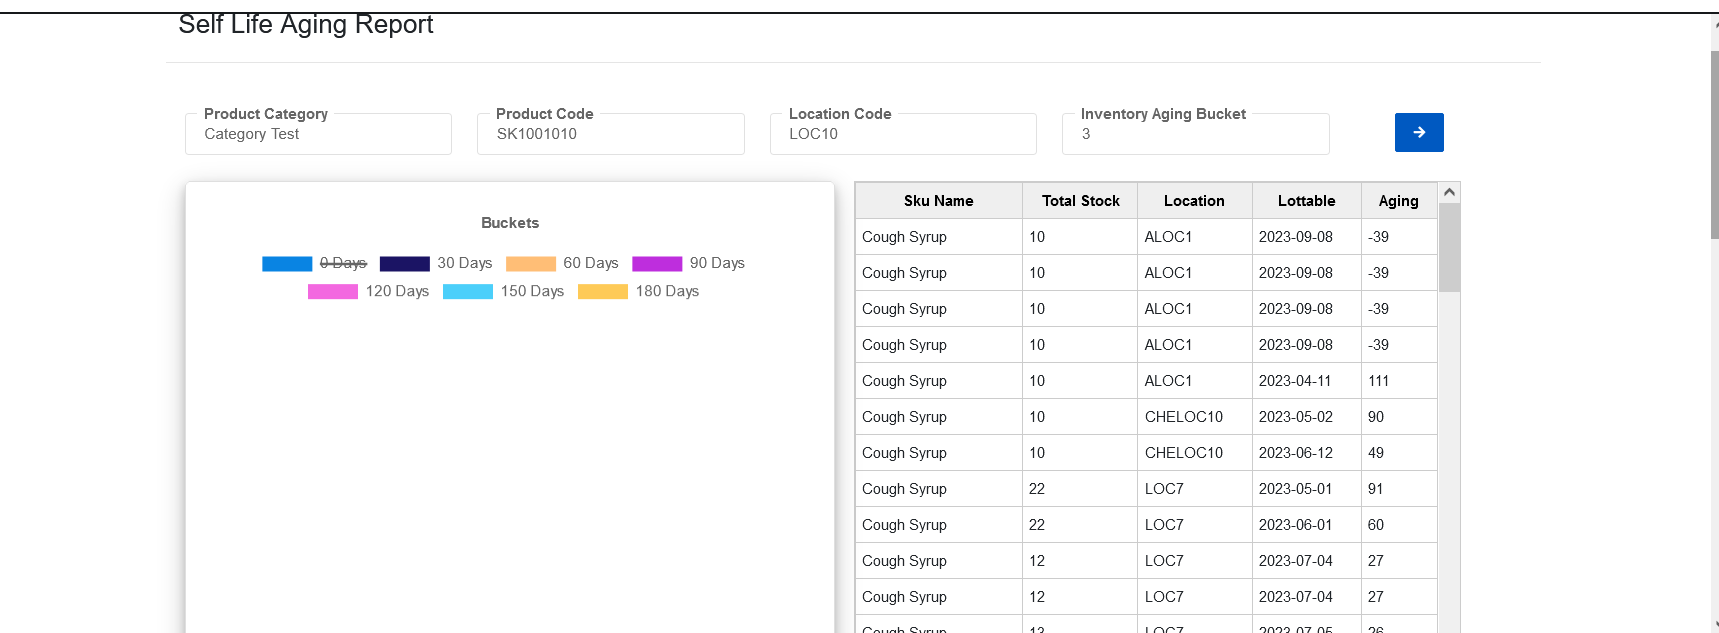 Self Life Aging Report
Product Category
Category Test
Product Code
SK1001010
Location Code
LOC10
Inventory Aging Bucket
3
Buckets
0 Days 30 Days 60 Days 90 Days
120 Days 150 Days 180 Days
Sku Name Total Stock Location Lottable Aging
Cough Syrup 10 ALOC1 2023-09-08 -39
Cough Syrup 10 ALOC1 2023-09-08 -39
Cough Syrup 10 ALOC1 2023-09-08 -39
Cough Syrup 10 ALOC1 2023-09-08 -39
Cough Syrup 10 ALOC1 2023-04-11 111
Cough Syrup 10 CHELOC10 2023-05-02 90
Cough Syrup 10 CHELOC10 2023-06-12 49
Cough Syrup 22 LOC7 2023-05-01 91
Cough Syrup 22 LOC7 2023-06-01 60
Cough Syrup 12 LOC7 2023-07-04 27
Cough Syrup 12 LOC7 2023-07-04 27
Cough Syrup LOC7 2023-07-05 26